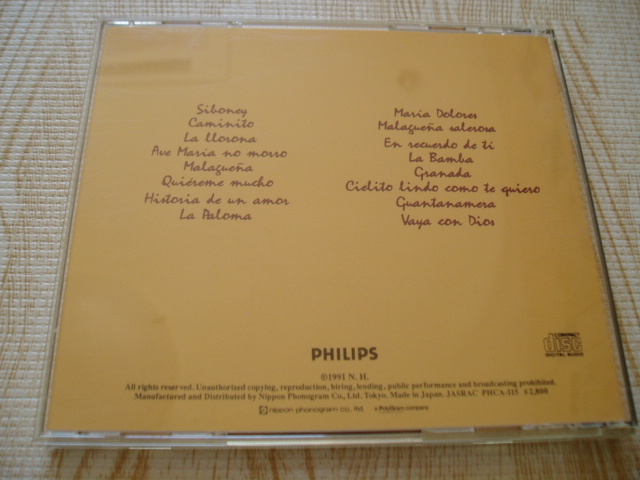 Siboney
Caminito
La llorona
Ave María no morro
Malagueña
Quiéreme mucho
Historia de un amor
La Paloma
María Dolores
Malagueña salerosa
En recuerdo de ti
La Bamba
Granada
Cielito lindo como te quiero
Guantanamera
Vaya con Dios
PHILIPS
COMPACT
disc
DIGITAL AUDIO
©1991 N. H.
All rights reserved. Unauthorized copying, reproduction, hiring, lending, public performance and broadcasting prohibited.
Manufactured and Distributed by Nippon Phonogram Co., Ltd. Tokyo. Made in Japan. JASRAC PHCA-115 ¥2,800
nippon phonogram co., ltd. a PolyGram company